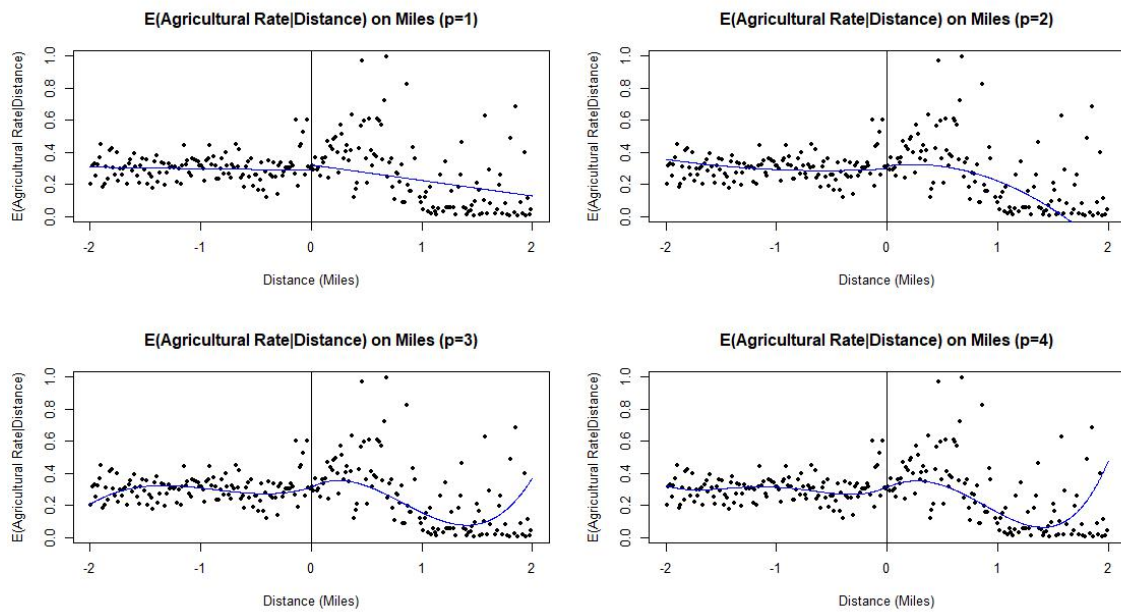 E(Agricultural Rate|Distance) on Miles (p=1)
E(Agricultural Rate|Distance)
1.0
0.8
0.6
0.4
0.2
0.0
-2 -1 0 1 2
Distance (Miles)
E(Agricultural Rate|Distance) on Miles (p=2)
E(Agricultural Rate|Distance)
1.0
0.8
0.6
0.4
0.2
0.0
-2 -1 0 1 2
Distance (Miles)
E(Agricultural Rate|Distance) on Miles (p=3)
E(Agricultural Rate|Distance)
1.0
0.8
0.6
0.4
0.2
0.0
-2 -1 0 1 2
Distance (Miles)
E(Agricultural Rate|Distance) on Miles (p=4)
E(Agricultural Rate|Distance)
1.0
0.8
0.6
0.4
0.2
0.0
-2 -1 0 1 2
Distance (Miles)